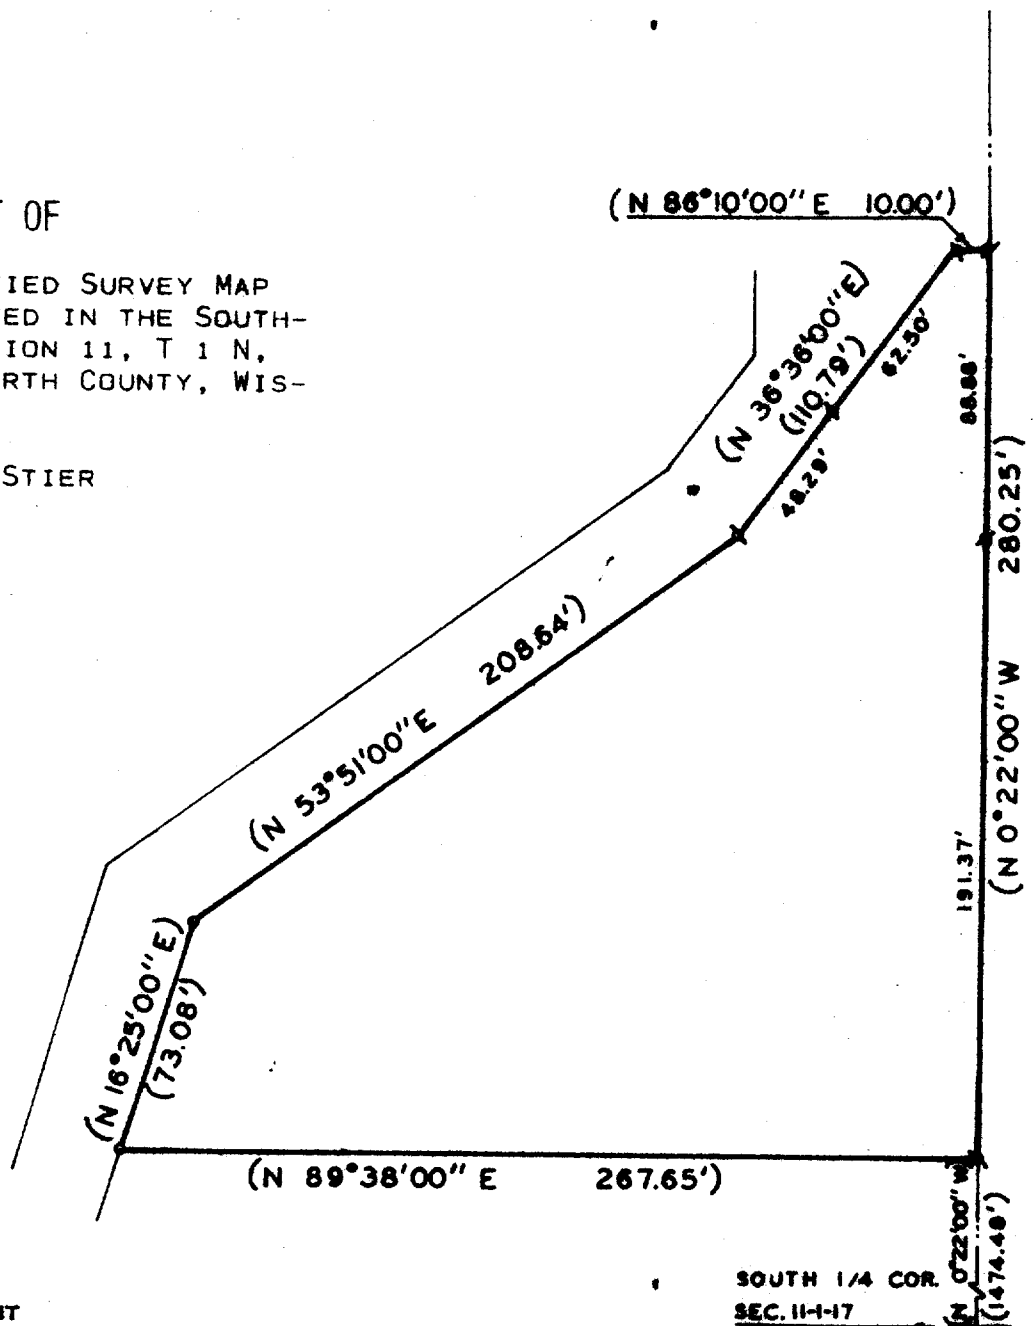 OF
(N 86°10'00" E 10.00')
IED SURVEY MAP
ED IN THE SOUTH-
ION 11, T 1 N,
RTH COUNTY, WIS-
STIER
(N 36°36'00" E)
(110.79')
62.50'
88.88'
48.29'
280.25')
(N 0°22'00" W
208.64')
(N 53°51'00" E
191.37'
(N 16°25'00" E)
(73.08')
(N 89°38'00" E 267.65')
(N 0°22'00" W
(1474.48')
SOUTH 1/4 COR.
SEC. 11-1-17